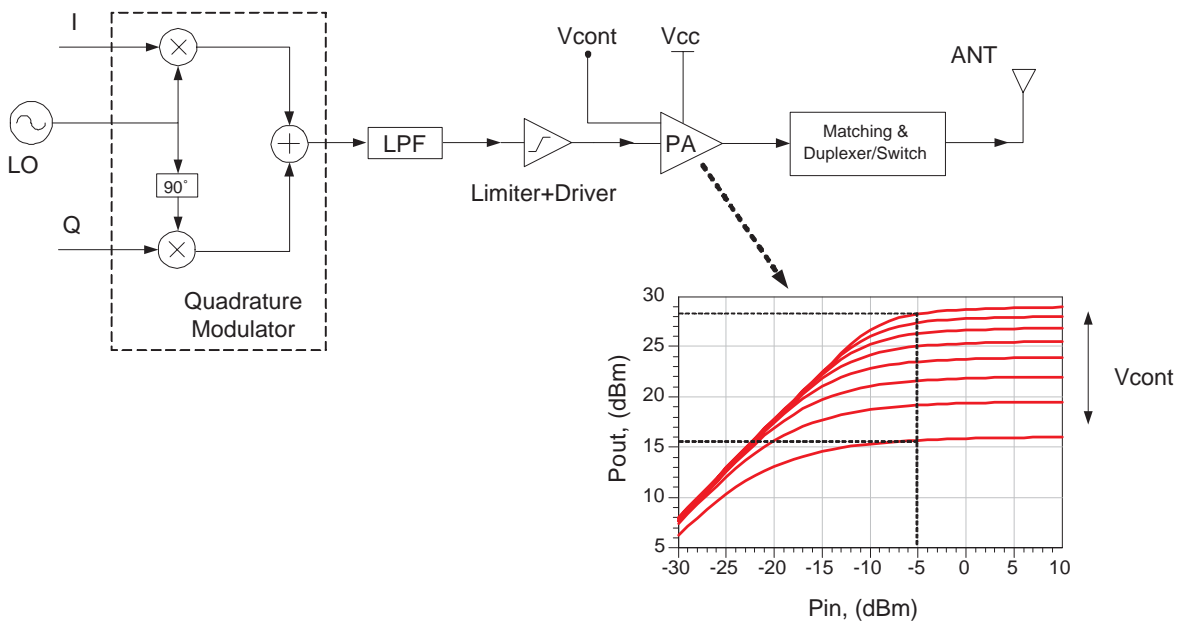 I
LO
90˚
Q
Quadrature
Modulator
LPF
Limiter+Driver
Vcont
Vcc
PA
Matching &
Duplexer/Switch
ANT
30
25
20
15
10
5
-30 -25 -20 -15 -10 -5 0 5 10
Pout, (dBm)
Pin, (dBm)
Vcont